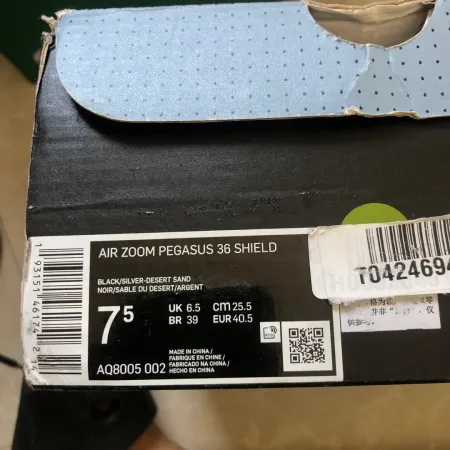 AIR ZOOM PEGASUS 36 SHIELD
BLACK/SILVER-DESERT SAND
NOIR/SABLE DU DESERT/ARGENT
7⁵
UK 6.5 CM 25.5
BR 39 EUR 40.5
MADE IN CHINA /
FABRIQUE EN CHINE /
FABRICADO NA CHINA /
HECHO EN CHINA
AQ8005 002
T0424694